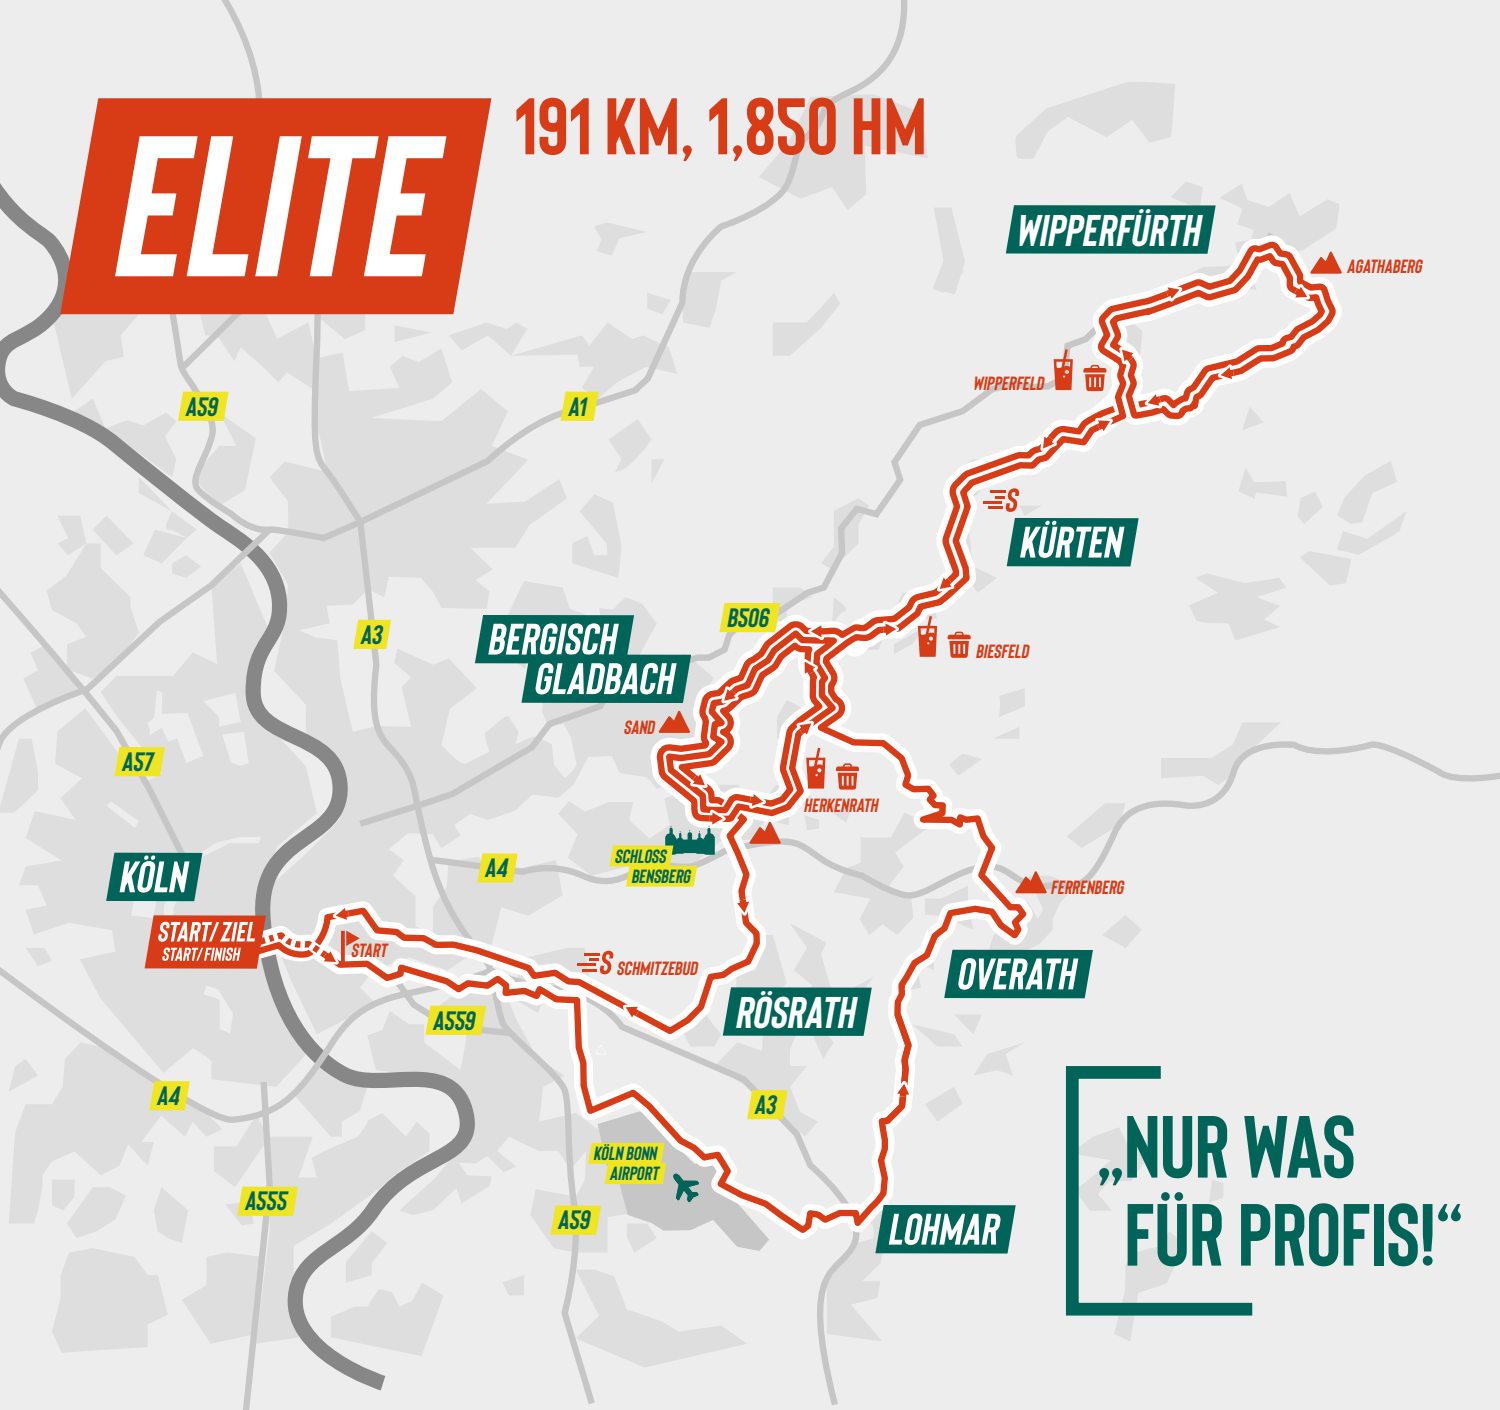 ELITE
191 KM, 1,850 HM
WIPPERFÜRTH
AGATHABERG
WIPPERFELD
A59
A1
S
KÜRTEN
B506
A3
BERGISCH
GLADBACH
BIESFELD
SAND
A57
HERKENRATH
SCHLOSS
BENSBERG
A4
KÖLN
FERRENBERG
START/ ZIEL
START/ FINISH
START
S SCHMITZEBUD
OVERATH
RÖSRATH
A559
A4
A3
„NUR WAS
FÜR PROFIS!“
KÖLN BONN
AIRPORT
A555
A59
LOHMAR